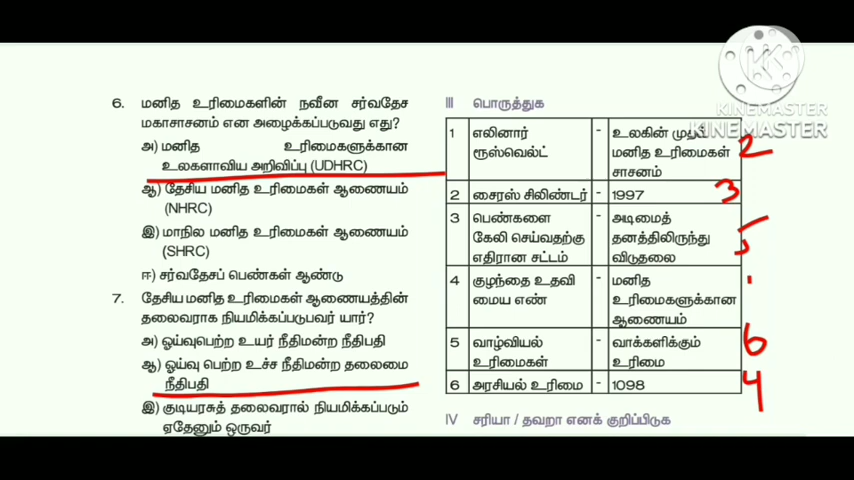 KINEMASTER
KINEMASTER
6. மனித உரிமைகளின் நவீன சர்வதேச
மகாசாசனம் என அழைக்கப்படுவது எது?
அ) மனித உரிமைகளுக்கான
உலகளாவிய அறிவிப்பு (UDHRC)
ஆ) தேசிய மனித உரிமைகள் ஆணையம்
(NHRC)
இ) மாநில மனித உரிமைகள் ஆணையம்
(SHRC)
ஈ) சர்வதேசப் பெண்கள் ஆண்டு
7. தேசிய மனித உரிமைகள் ஆணையத்தின்
தலைவராக நியமிக்கப்படுபவர் யார்?
அ) ஓய்வுபெற்ற உயர் நீதிமன்ற நீதிபதி
ஆ) ஓய்வு பெற்ற உச்ச நீதிமன்ற தலைமை
நீதிபதி
இ) குடியரசுத் தலைவரால் நியமிக்கப்படும்
ஏதேனும் ஒருவர்
III பொருத்துக
1 எலினார் - உலகின் முதல்
ரூஸ்வெல்ட் மனித உரிமைகள் 2
சாசனம்
2 சைரஸ் சிலிண்டர் - 1997 3
3 பெண்களை - அடிமைத்
கேலி செய்வதற்கு தனத்திலிருந்து 5
எதிரான சட்டம் விடுதலை
4 குழந்தை உதவி - மனித
மைய எண் உரிமைகளுக்கான
ஆணையம்
5 வாழ்வியல் - வாக்களிக்கும் 6
உரிமைகள் உரிமை
6 அரசியல் உரிமை - 1098 4
IV சரியா / தவறா எனக் குறிப்பிடுக